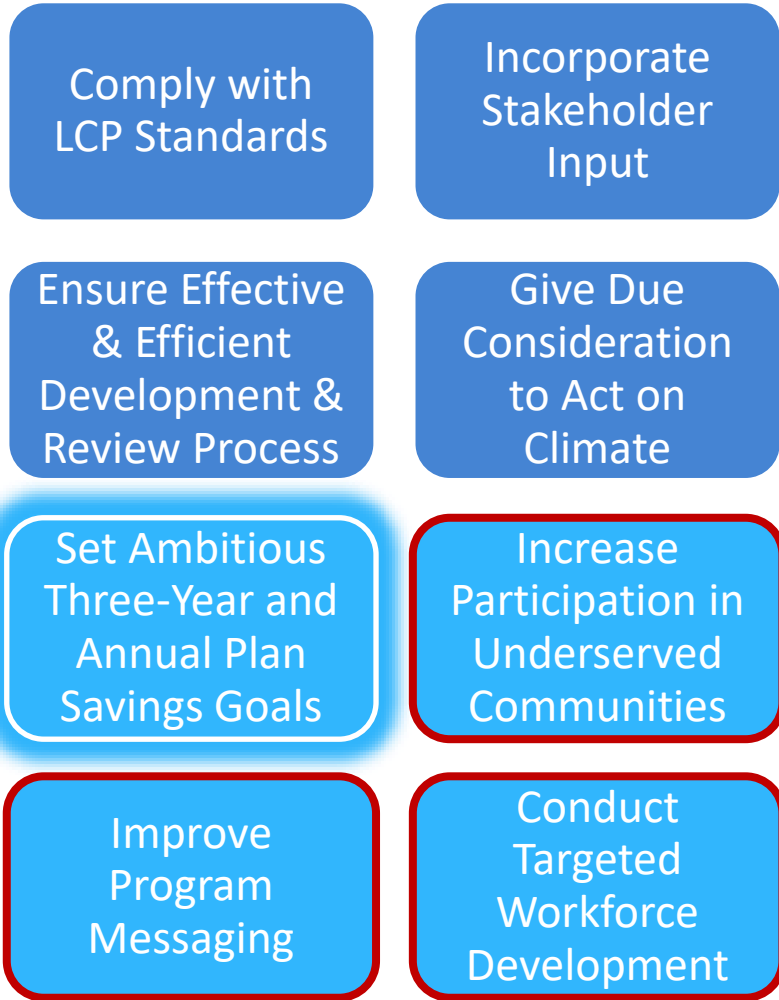 Comply with
LCP Standards
Incorporate
Stakeholder
Input
Ensure Effective
& Efficient
Development &
Review Process
Give Due
Consideration
to Act on
Climate
Set Ambitious
Three-Year and
Annual Plan
Savings Goals
Increase
Participation in
Underserved
Communities
Improve
Program
Messaging
Conduct
Targeted
Workforce
Development